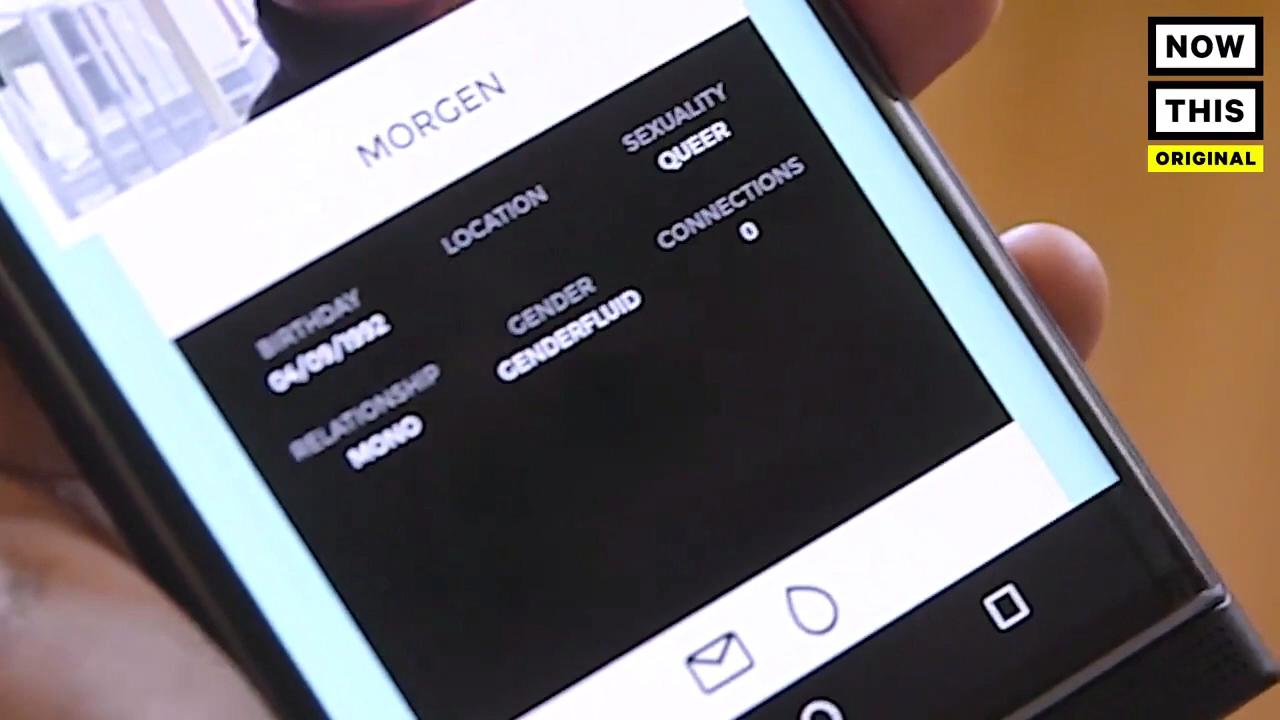 MORGEN
SEXUALITY
QUEER
LOCATION
CONNECTIONS
0
BIRTHDAY
04/09/1992
GENDER
GENDERFLUID
RELATIONSHIP
MONO
NOW
THIS
ORIGINAL